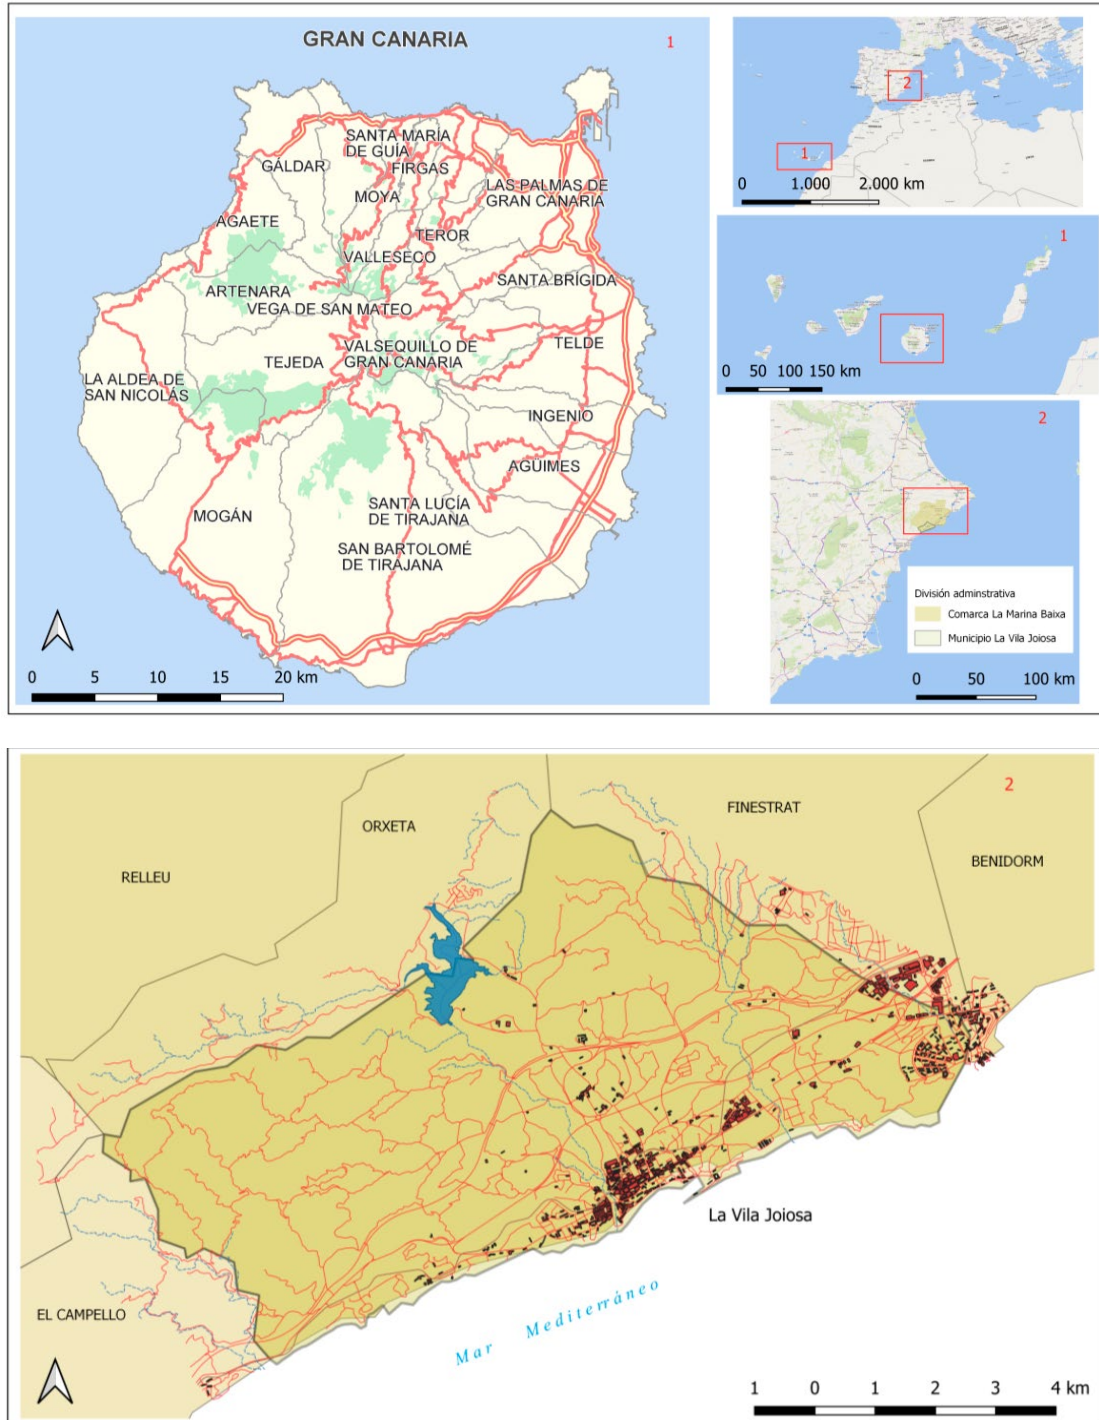 GRAN CANARIA
1
SANTA MARÍA
DE GUÍA
GÁLDAR
FIRGAS
MOYA
LAS PALMAS DE
GRAN CANARIA
AGAETE
TEROR
VALLESECO
SANTA BRÍGIDA
ARTENARA
VEGA DE SAN MATEO
TELDE
VALSEQUILLO DE
GRAN CANARIA
TEJEDA
LA ALDEA DE
SAN NICOLÁS
INGENIO
AGÜIMES
MOGÁN
SANTA LUCÍA
DE TIRAJANA
SAN BARTOLOMÉ
DE TIRAJANA
0 5 10 15 20 km
2
1
0 1.000 2.000 km
1
0 50 100 150 km
2
División adminstrativa
Comarca La Marina Baixa
Municipio La Vila Joiosa
0 50 100 km
2
FINESTRAT
ORXETA
BENIDORM
RELLEU
La Vila Joiosa
EL CAMPELLO
Mar Mediterráneo
1 0 1 2 3 4 km